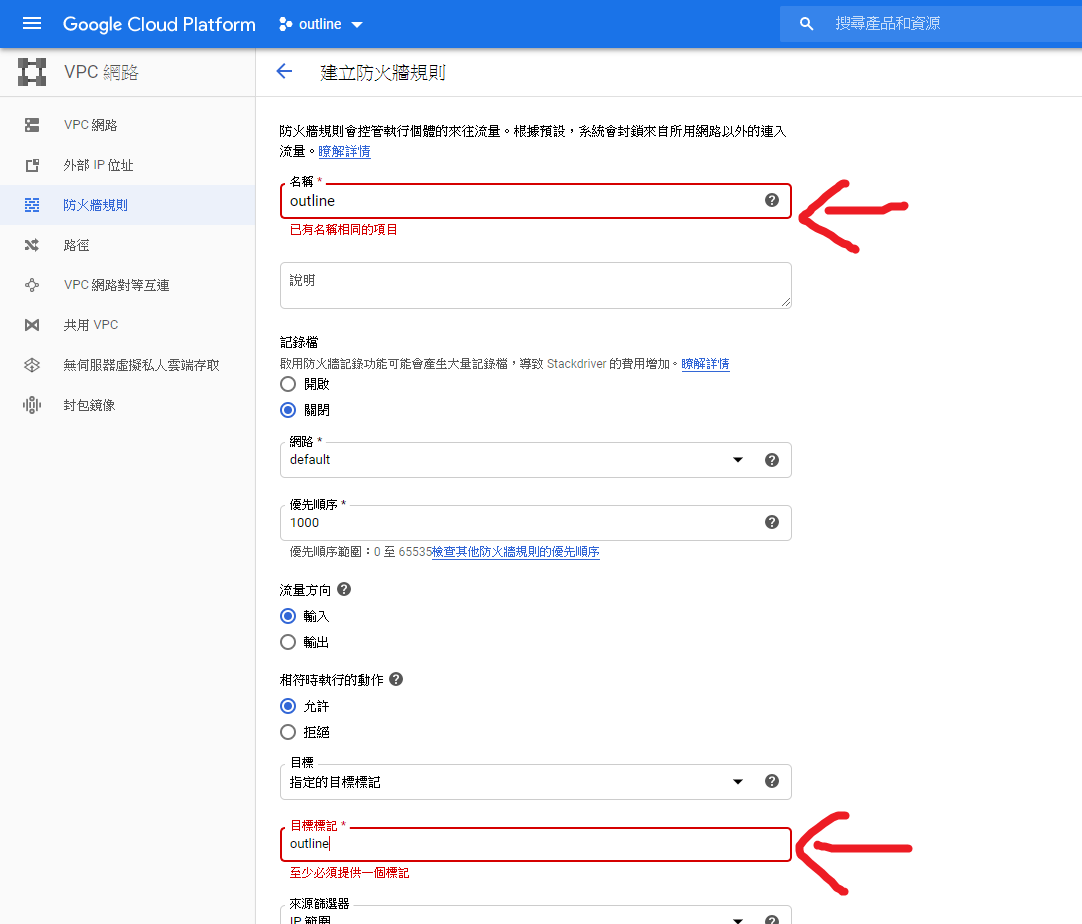 Google Cloud Platform
outline
搜尋產品和資源
VPC 網路
建立防火牆規則
VPC 網路
外部 IP 位址
防火牆規則
路徑
VPC 網路對等互連
共用 VPC
無伺服器虛擬私人雲端存取
封包鏡像
防火牆規則會控管執行個體的來往流量。根據預設,系統會封鎖來自所用網路以外的連入
流量。瞭解詳情
名稱 *
outline
已有名稱相同的項目
說明
記錄檔
啟用防火牆記錄功能可能會產生大量記錄檔,導致 Stackdriver 的費用增加。瞭解詳情
開啟
關閉
網路 *
default
優先順序 *
1000
優先順序範圍:0 至 65535檢查其他防火牆規則的優先順序
流量方向
輸入
輸出
相符時執行的動作
允許
拒絕
目標
指定的目標標記
目標標記 *
outline
至少必須提供一個標記
來源篩選器
IP 範圍